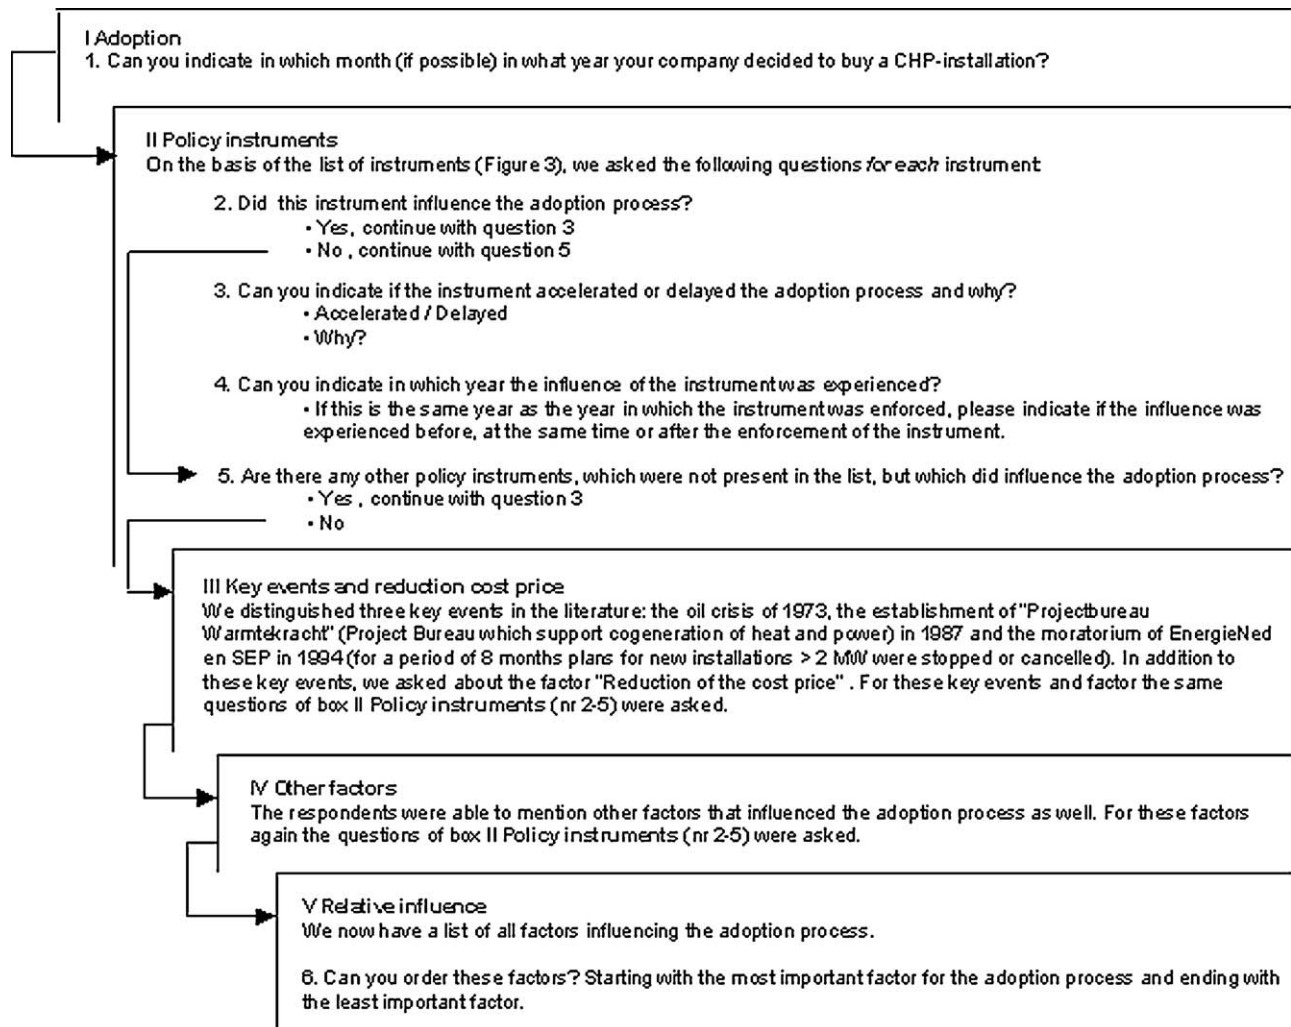 I Adoption
1. Can you indicate in which month (if possible) in what year your company decided to buy a CHP-installation?
II Policy instruments
On the basis of the list of instruments (Figure 3), we asked the following questions for each instrument:
2. Did this instrument influence the adoption process?
• Yes, continue with question 3
• No , continue with question 5
3. Can you indicate if the instrument accelerated or delayed the adoption process and why?
• Accelerated / Delayed
• Why?
4. Can you indicate in which year the influence of the instrument was experienced?
• If this is the same year as the year in which the instrument was enforced, please indicate if the influence was
experienced before, at the same time or after the enforcement of the instrument.
5. Are there any other policy instruments, which were not present in the list, but which did influence the adoption process?
• Yes , continue with question 3
• No
III Key events and reduction cost price
We distinguished three key events in the literature: the oil crisis of 1973, the establishment of "Projectbureau
Warmtekracht" (Project Bureau which support cogeneration of heat and power) in 1987 and the moratorium of EnergieNed
en SEP in 1994 (for a period of 8 months plans for new installations > 2 MW were stopped or cancelled). In addition to
these key events, we asked about the factor "Reduction of the cost price" . For these key events and factor the same
questions of box II Policy instruments (nr 2-5) were asked.
IV Other factors
The respondents were able to mention other factors that influenced the adoption process as well. For these factors
again the questions of box II Policy instruments (nr 2-5) were asked.
V Relative influence
We now have a list of all factors influencing the adoption process.
6. Can you order these factors? Starting with the most important factor for the adoption process and ending with
the least important factor.